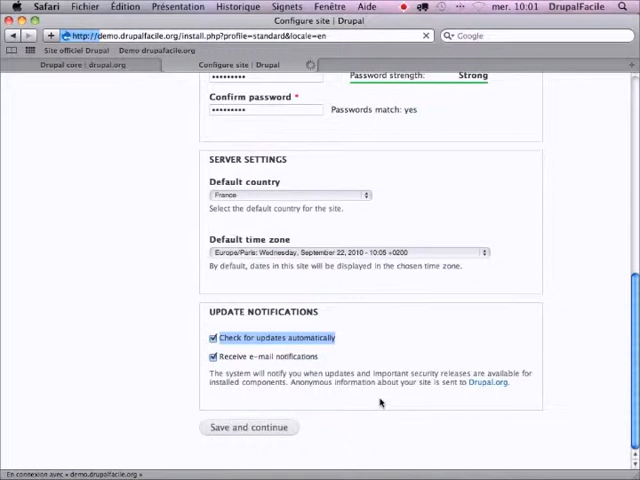 Safari Fichier Édition Présentation Historique Signets Fenêtre Aide mer. 10:01 DrupalFacile
Configure site | Drupal
http://demo.drupalfacile.org/install.php?profile=standard&locale=en
Google
Site officiel Drupal Demo drupalfacile.org
Drupal core | drupal.org Configure site | Drupal
••••••••• Password strength: Strong
Confirm password *
••••••••• Passwords match: yes
SERVER SETTINGS
Default country
France
Select the default country for the site.
Default time zone
Europe/Paris: Wednesday, September 22, 2010 - 10:05 +0200
By default, dates in this site will be displayed in the chosen time zone.
UPDATE NOTIFICATIONS
Check for updates automatically
Receive e-mail notifications
The system will notify you when updates and important security releases are available for
installed components. Anonymous information about your site is sent to Drupal.org.
Save and continue
En connexion avec « demo.drupalfacile.org »